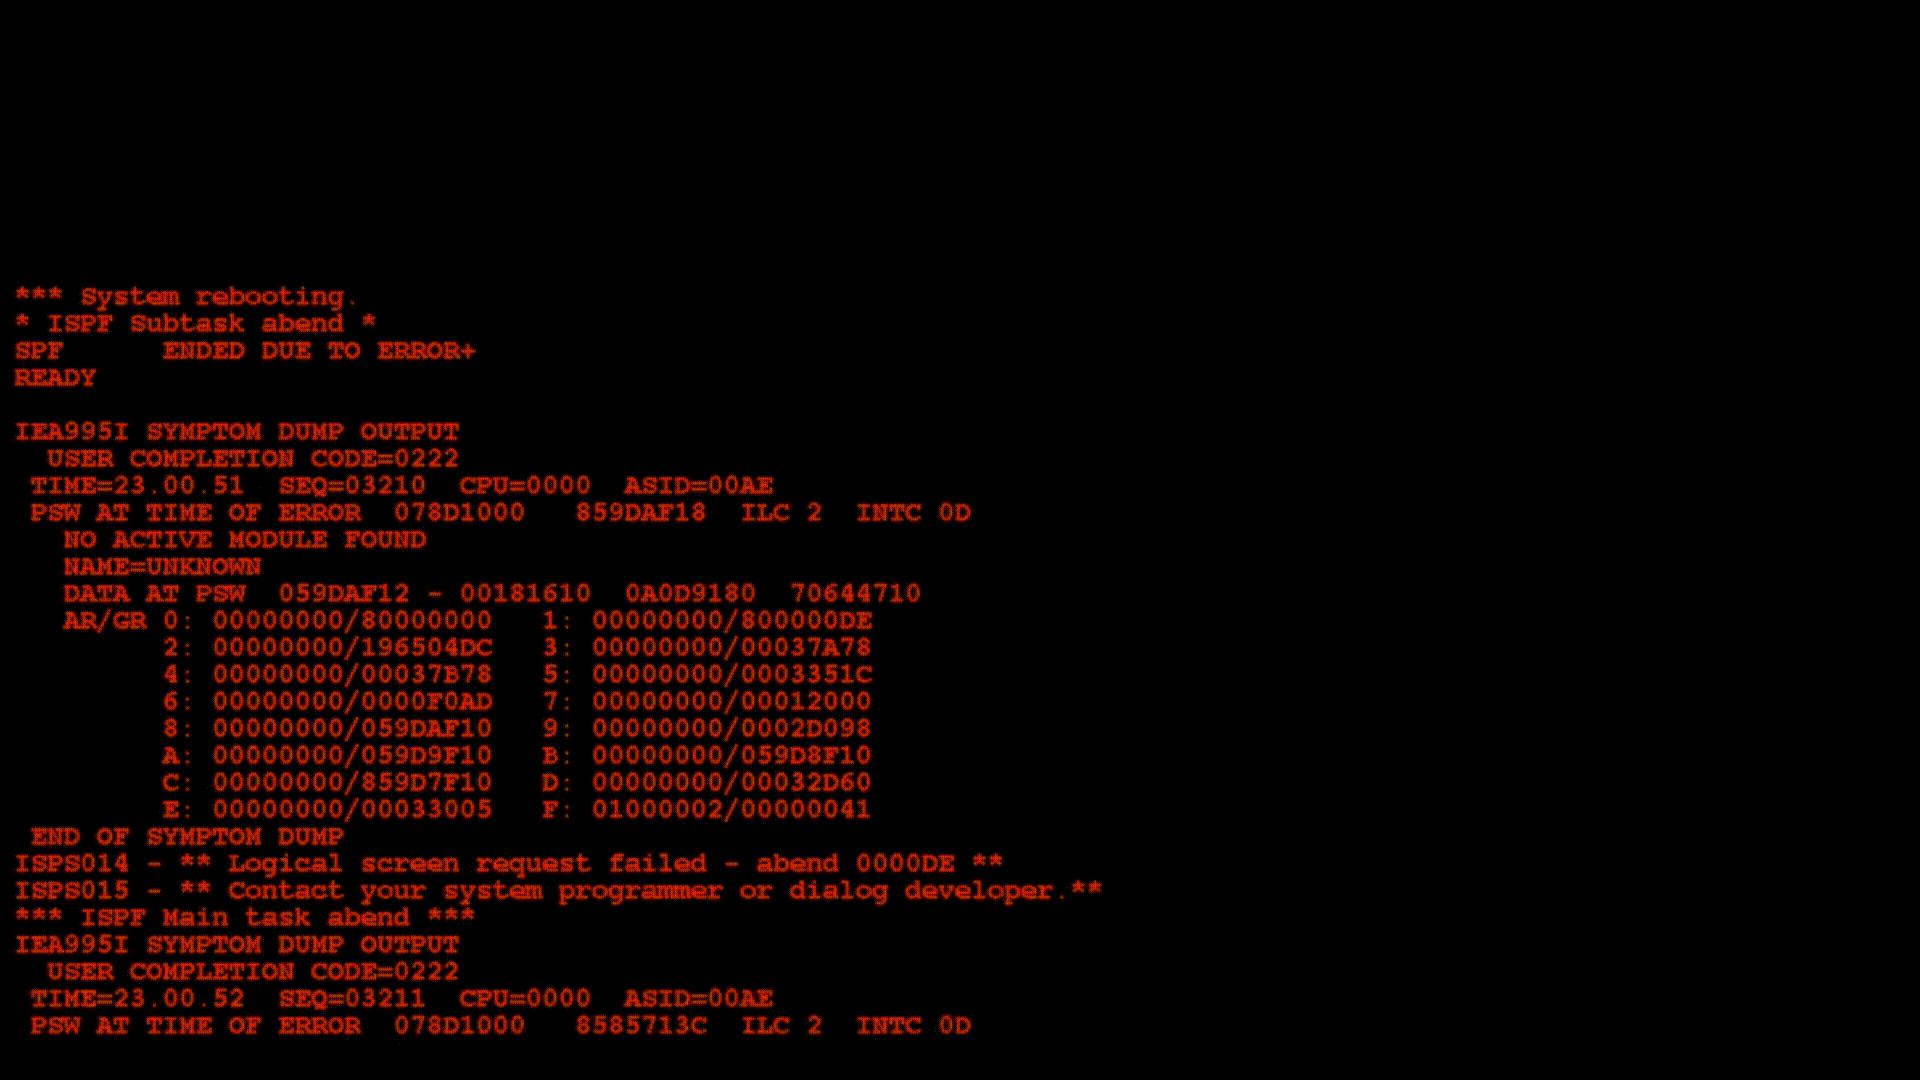 *** System rebooting.
* ISPF Subtask abend *
SPF      ENDED DUE TO ERROR+
READY

IEA995I SYMPTOM DUMP OUTPUT
  USER COMPLETION CODE=0222
 TIME=23.00.51  SEQ=03210  CPU=0000  ASID=00AE
 PSW AT TIME OF ERROR  078D1000   859DAF18  ILC 2  INTC 0D
   NO ACTIVE MODULE FOUND
   NAME=UNKNOWN
   DATA AT PSW  059DAF12 - 00181610  0A0D9180  70644710
   AR/GR 0: 00000000/80000000   1: 00000000/800000DE
         2: 00000000/196504DC   3: 00000000/00037A78
         4: 00000000/00037B78   5: 00000000/0003351C
         6: 00000000/0000F0AD   7: 00000000/00012000
         8: 00000000/059DAF10   9: 00000000/0002D098
         A: 00000000/059D9F10   B: 00000000/059D8F10
         C: 00000000/859D7F10   D: 00000000/00032D60
         E: 00000000/00033005   F: 01000002/00000041
 END OF SYMPTOM DUMP
ISPS014 - ** Logical screen request failed - abend 0000DE **
ISPS015 - ** Contact your system programmer or dialog developer.**
*** ISPF Main task abend ***
IEA995I SYMPTOM DUMP OUTPUT
  USER COMPLETION CODE=0222
 TIME=23.00.52  SEQ=03211  CPU=0000  ASID=00AE
 PSW AT TIME OF ERROR  078D1000   8585713C  ILC 2  INTC 0D